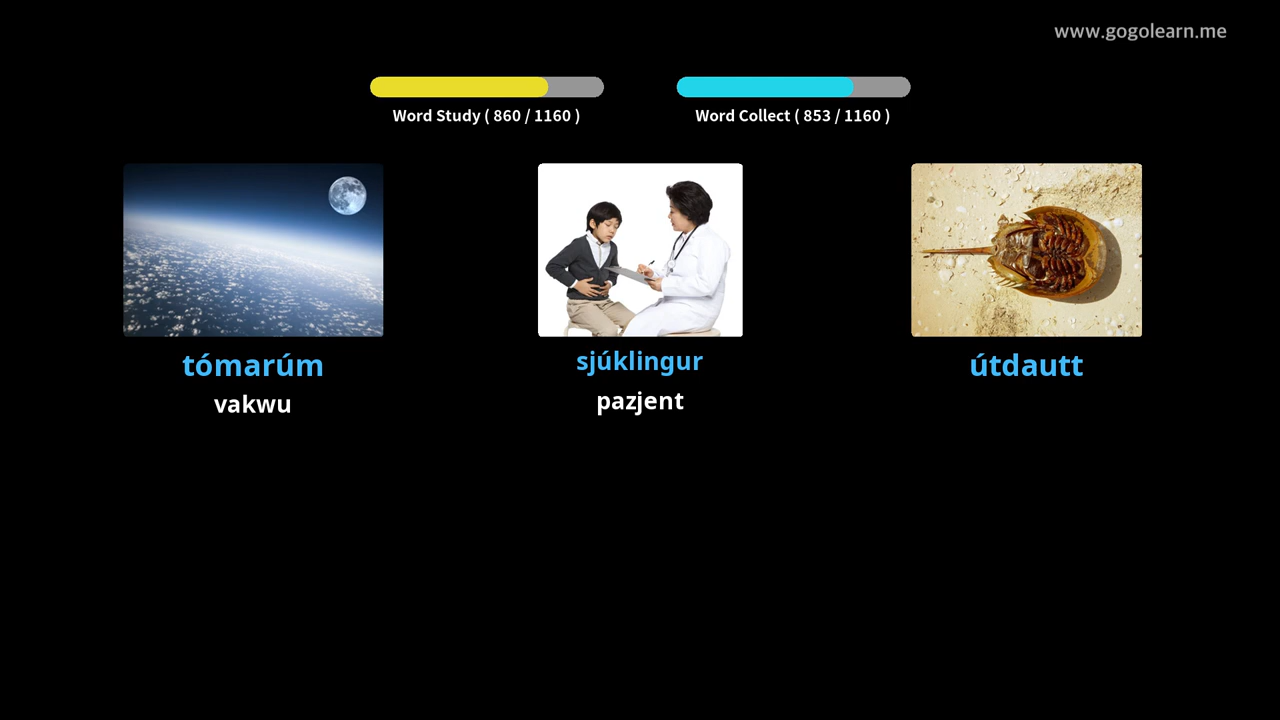 www.gogolearn.me
Word Study ( 860 / 1160 )
Word Collect ( 853 / 1160 )
tómarúm
vakwu
sjúklingur
pazjent
útdautt